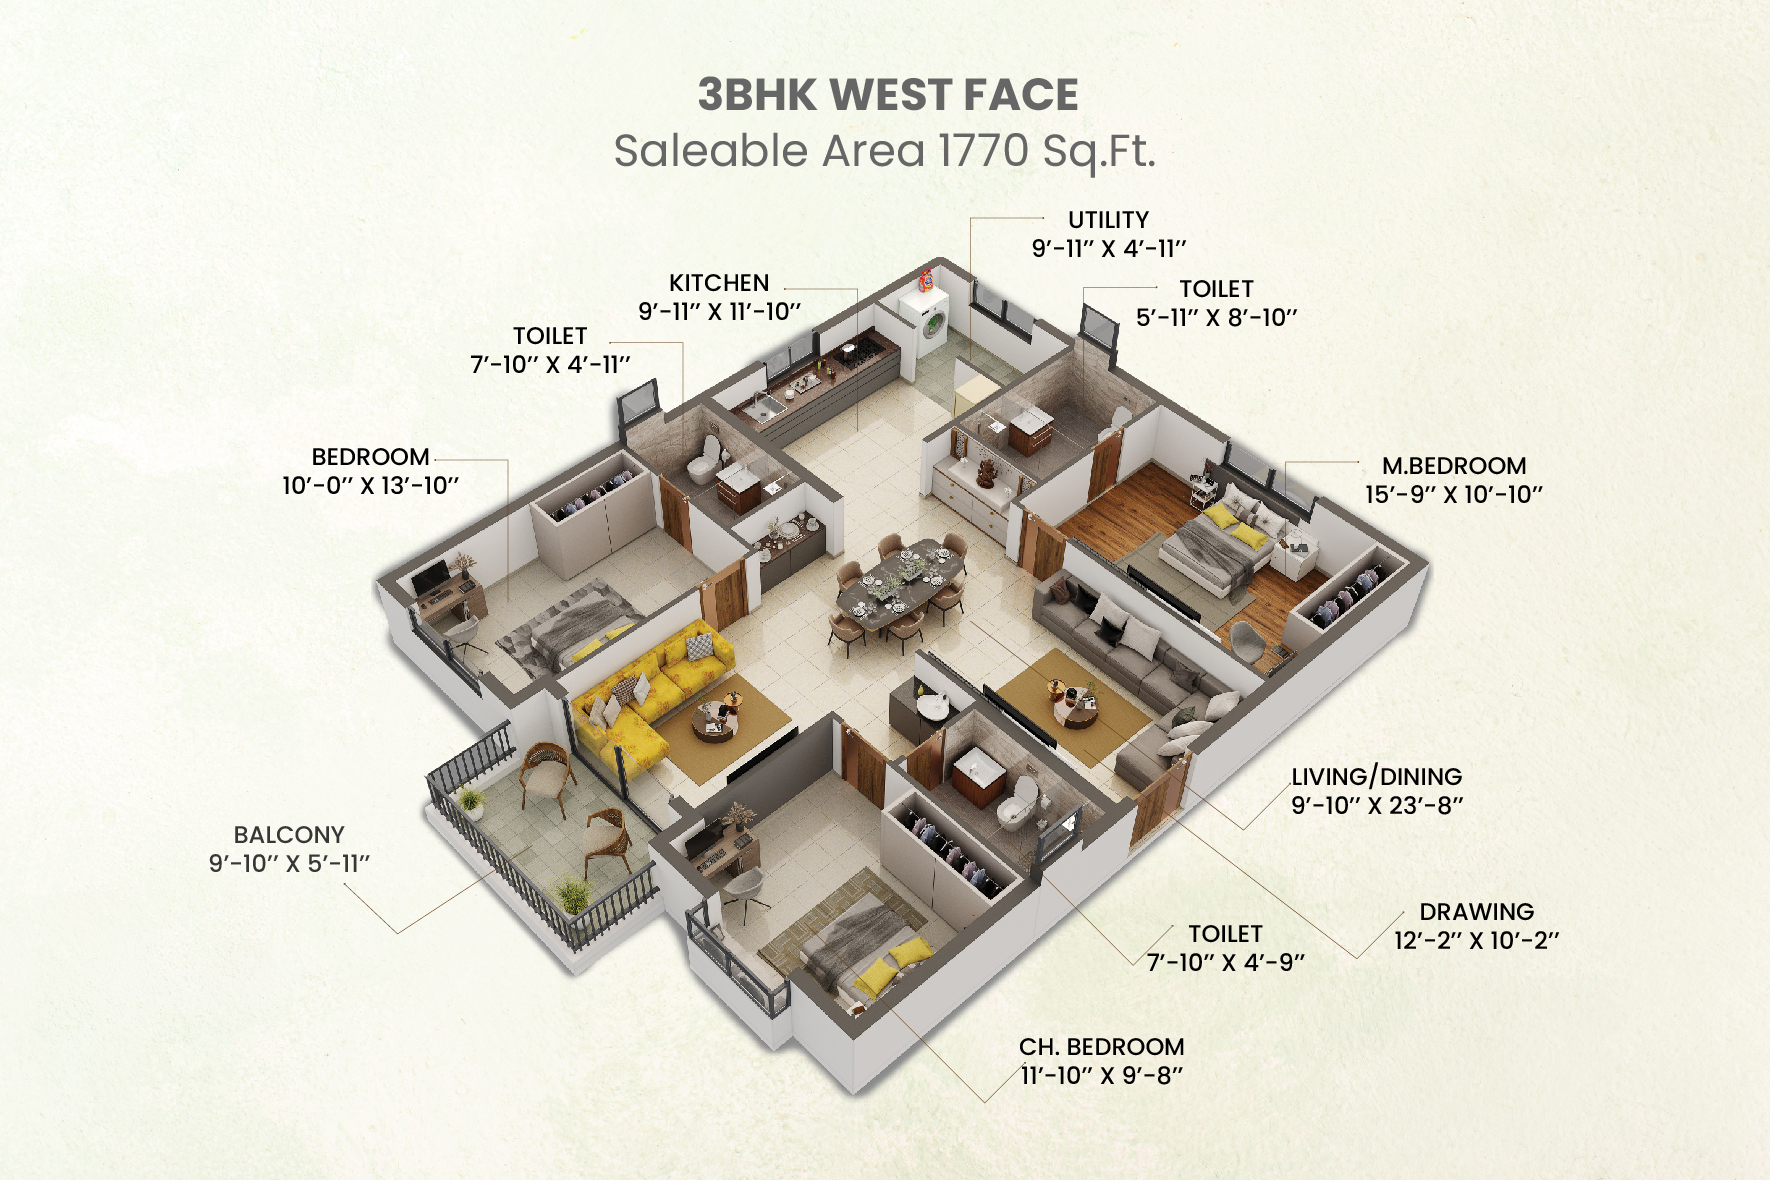 3BHK WEST FACE
Saleable Area 1770 Sq.Ft.
UTILITY
9’-11’’ X 4’-11’’
KITCHEN
9’-11’’ X 11’-10’’
TOILET
5’-11’’ X 8’-10’’
TOILET
7’-10’’ X 4’-11’’
BEDROOM
10’-0’’ X 13’-10’’
M.BEDROOM
15’-9’’ X 10’-10’’
LIVING/DINING
9’-10’’ X 23’-8’’
BALCONY
9’-10’’ X 5’-11’’
DRAWING
12’-2’’ X 10’-2’’
TOILET
7’-10’’ X 4’-9’’
CH. BEDROOM
11’-10’’ X 9’-8’’